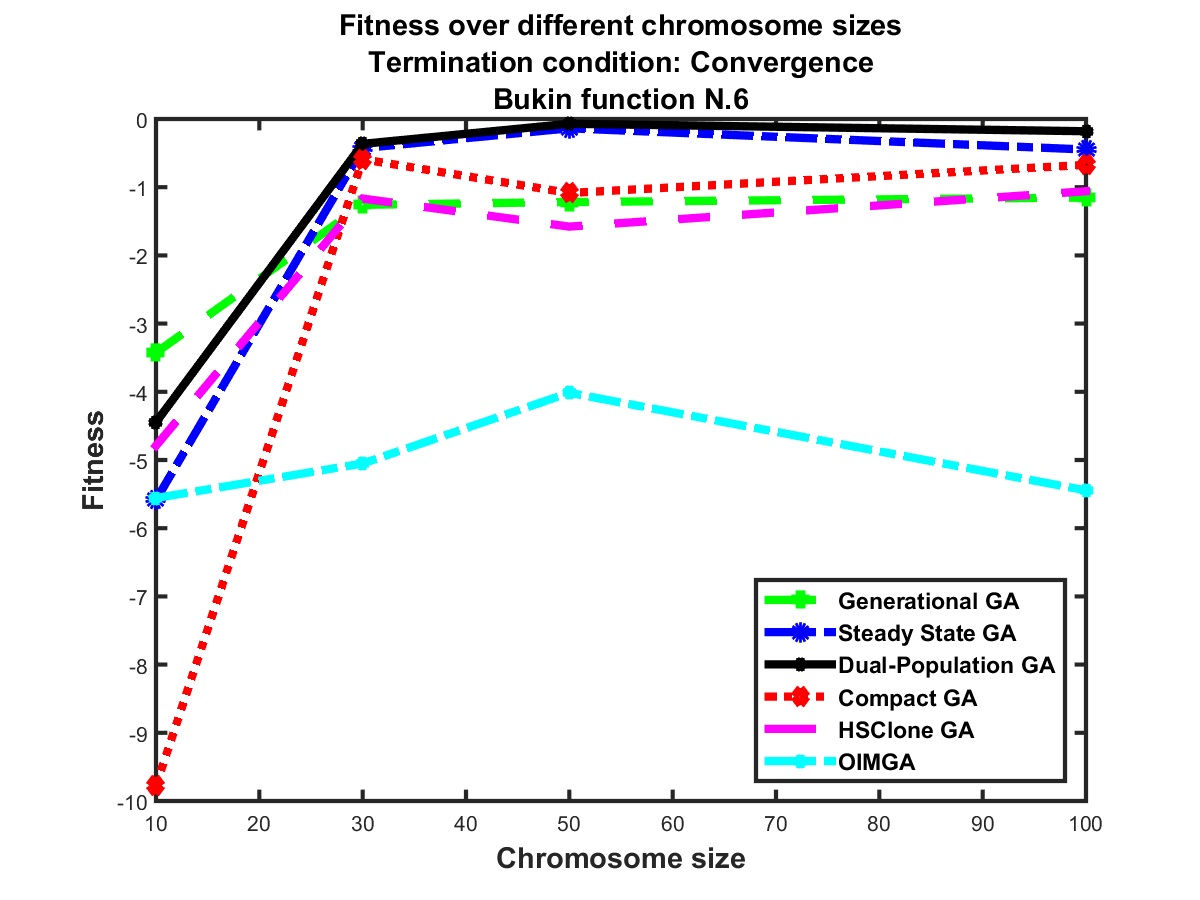 Fitness over different chromosome sizes
Termination condition: Convergence
Bukin function N.6
0
-1
-2
-3
-4
-5
-6
-7
-8
-9
-10
Fitness
10 20 30 40 50 60 70 80 90 100
Chromosome size
Generational GA
Steady State GA
Dual-Population GA
Compact GA
HSClone GA
OIMGA